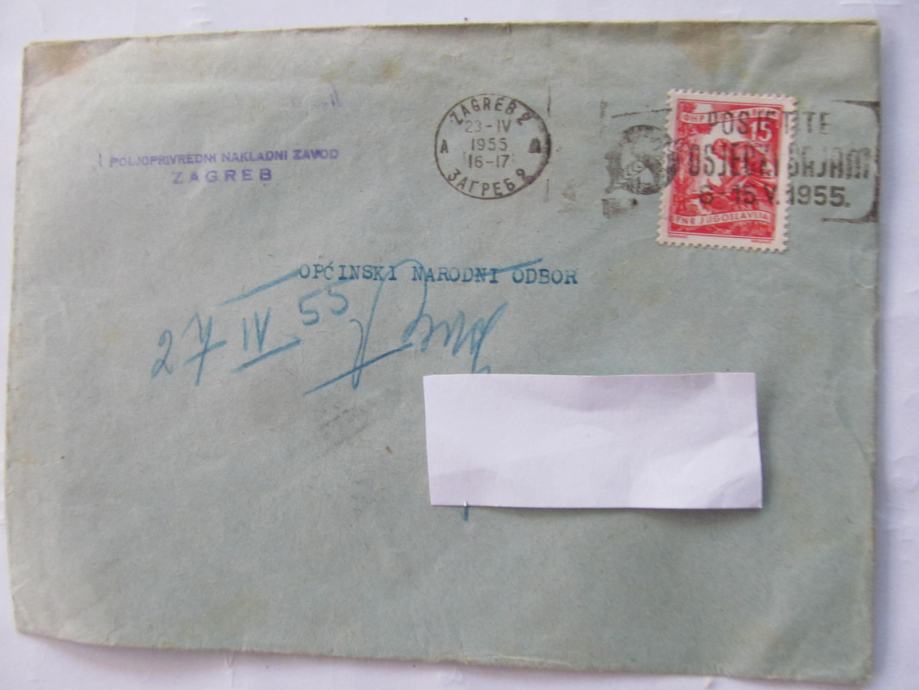 POLJOPRIVREDNI NAKLADNI ZAVOD
ZAGREB
ZAGREB 2
23-IV
1955
16-17
ЗАГРЕБ 2
15
FNR JUGOSLAVIJA
POSJETITE
OSJEČKI SAJAM
6-15 V.1955.
OPĆINSKI NARODNI ODBOR
27 IV 55